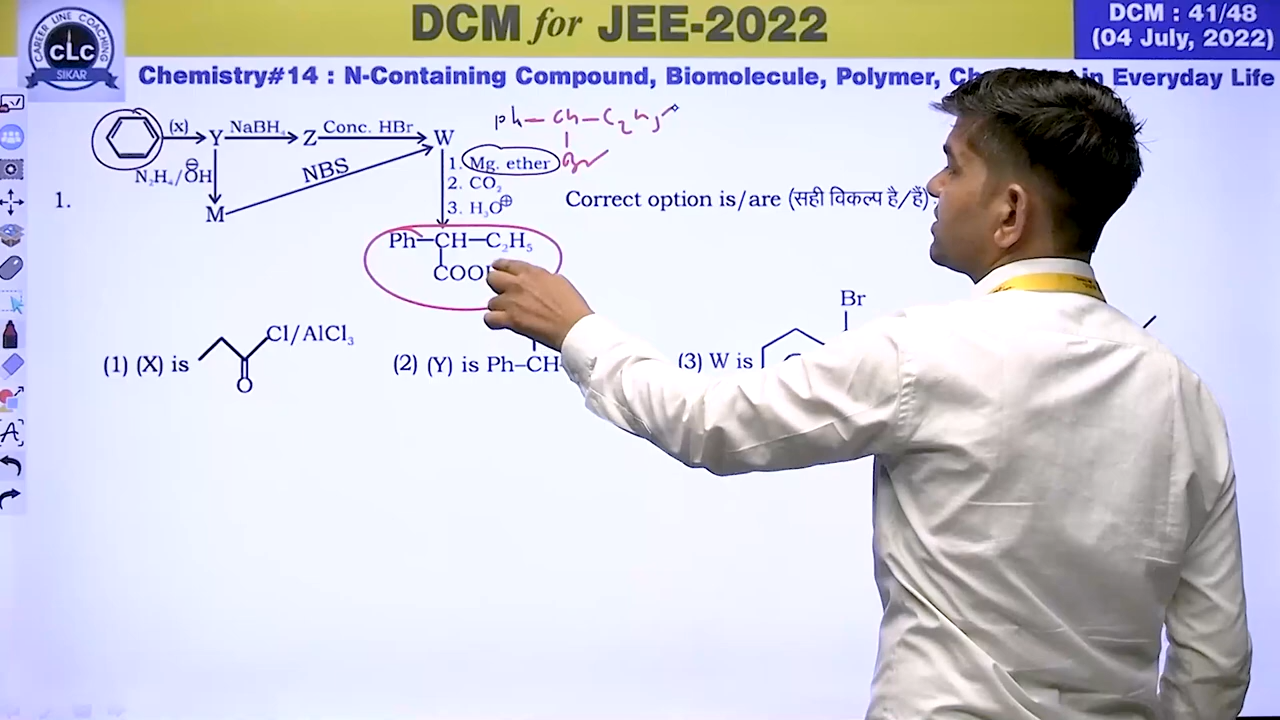 DCM for JEE-2022
DCM : 41/48
(04 July, 2022)
CAREER LINE COACHING
CLC
SIKAR
Chemistry#14 : N-Containing Compound, Biomolecule, Polymer, in Everyday Life
1.
(x) Y NaBH₄ Z Conc. HBr W
Ph–CH–C₂H₅
Br
N₂H₄/OH⊖
NBS
M
1. Mg. ether
2. CO₂
3. H₃O⊕
Correct option is/are (सही विकल्प है/हैं)
Ph–CH–C₂H₅
COO
(1) (X) is Cl/AlCl₃
O
(2) (Y) is Ph–CH
(3) W is
Br